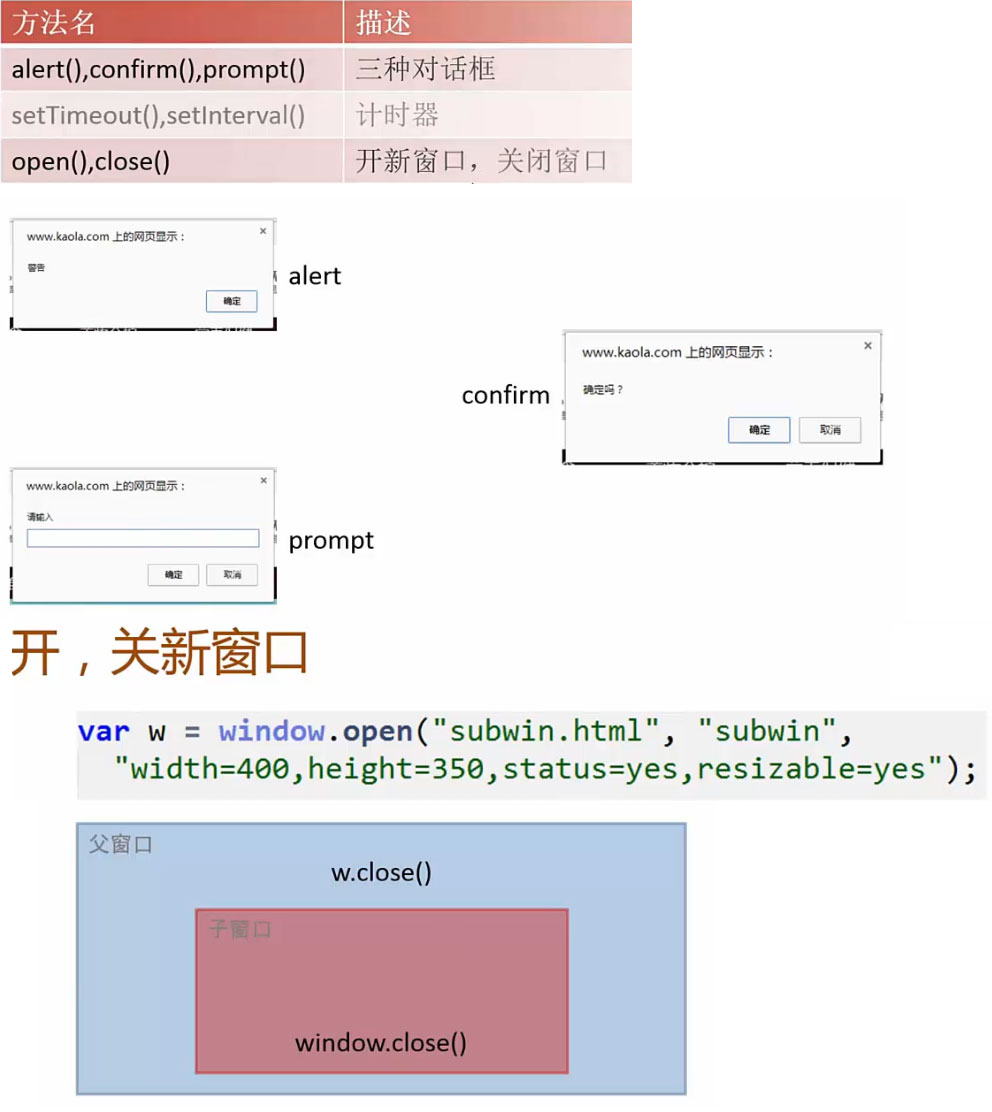 方法名 描述
alert(),confirm(),prompt() 三种对话框
setTimeout(),setInterval() 计时器
open(),close() 开新窗口，关闭窗口
www.kaola.com 上的网页显示：
×
警告
确定
alert
www.kaola.com 上的网页显示：
×
confirm
确定吗？
确定 取消
www.kaola.com 上的网页显示：
×
请输入
prompt
确定 取消
开，关新窗口
var w = window.open("subwin.html", "subwin",
"width=400,height=350,status=yes,resizable=yes");
父窗口
w.close()
子窗口
window.close()